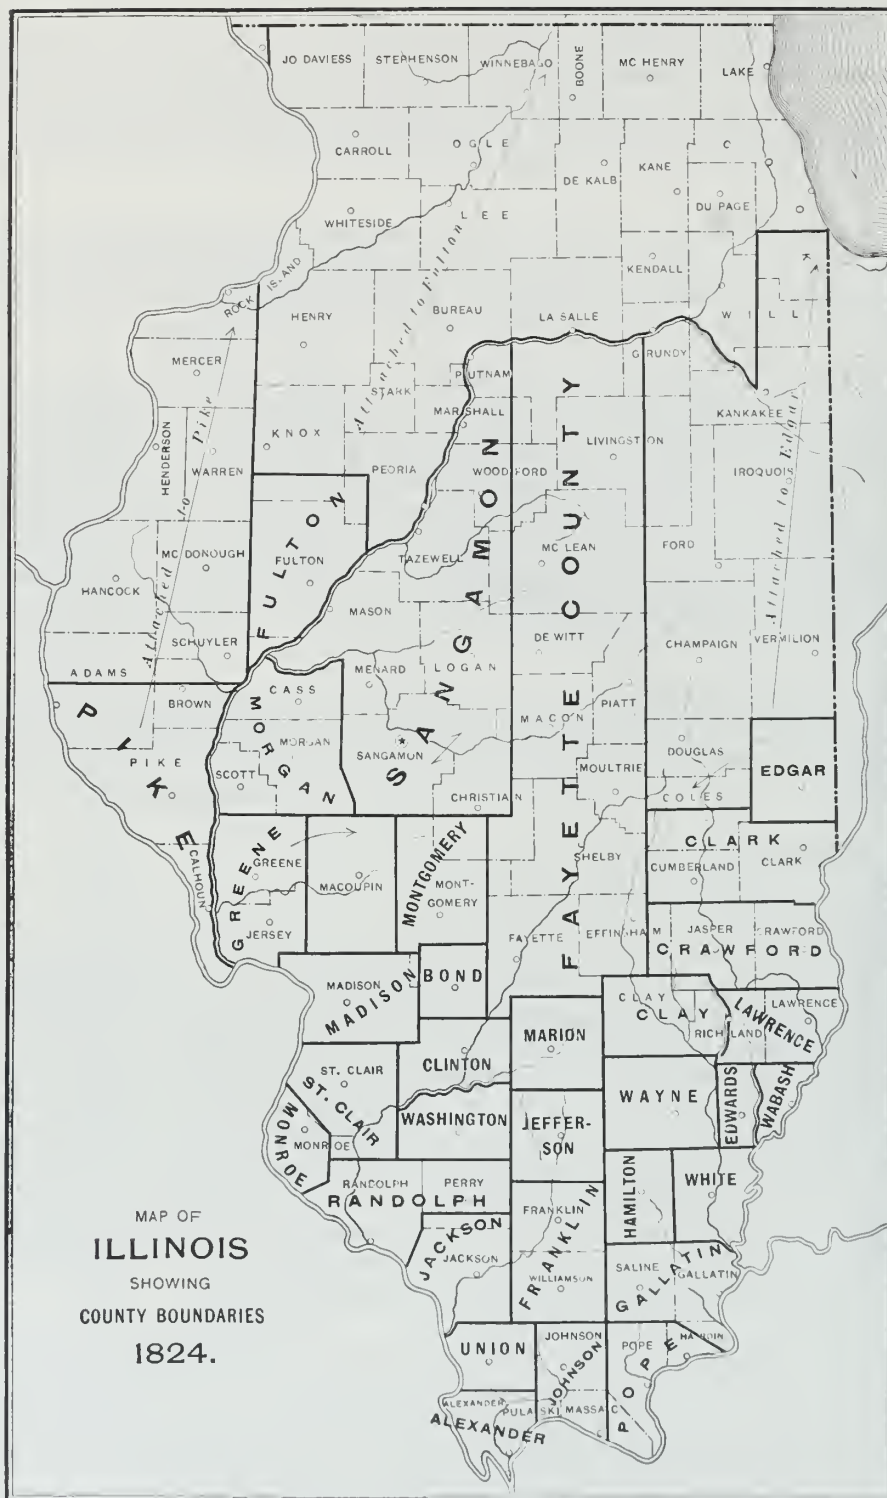 JO DAVIESS
STEPHENSON
WINNEBAGO
BOONE
MC HENRY
LAKE
CARROLL
OGLE
DE KALB
KANE
C
O
O
K
DU PAGE
WHITESIDE
LEE
ROCK ISLAND
HENRY
BUREAU
LA SALLE
KENDALL
WILL
GRUNDY
MERCER
PUTNAM
STARK
MARSHALL
KANKAKEE
KNOX
HENDERSON
WARREN
PEORIA
WOODFORD
LIVINGSTON
IROQUOIS
Attached to Pike
Attached to Fulton
Attached to Edgar
FULTON
FULTON
MC DONOUGH
HANCOCK
TAZEWELL
MC LEAN
FORD
SANGAMON
FAYETTE COUNTY
MASON
SCHUYLER
ADAMS
BROWN
MENARD
LOGAN
DE WITT
CHAMPAIGN
VERMILION
CASS
MORGAN
MORGAN
SCOTT
SANGAMON
MACON
PIATT
PIKE
PIKE
DOUGLAS
EDGAR
MOULTRIE
COLES
CHRISTIAN
CALHOUN
GREENE
GREENE
MACOUPIN
MONTGOMERY
MONT-
GOMERY
SHELBY
CLARK
CUMBERLAND
CLARK
JERSEY
FAYETTE
EFFINGHAM
JASPER
CRAWFORD
CRAWFORD
MADISON
MADISON
BOND
CLAY
CLAY
RICHLAND
LAWRENCE
LAWRENCE
MARION
CLINTON
ST. CLAIR
ST. CLAIR
WASHINGTON
JEFFER-
SON
WAYNE
EDWARDS
WABASH
MONROE
MONROE
RANDOLPH
PERRY
RANDOLPH
HAMILTON
WHITE
JACKSON
JACKSON
FRANKLIN
FRANKLIN
WILLIAMSON
SALINE
GALLATIN
GALLATIN
UNION
JOHNSON
JOHNSON
POPE
HARDIN
POPE
ALEXANDER
PULASKI
MASSAC
ALEXANDER
MAP OF
ILLINOIS
SHOWING
COUNTY BOUNDARIES
1824.